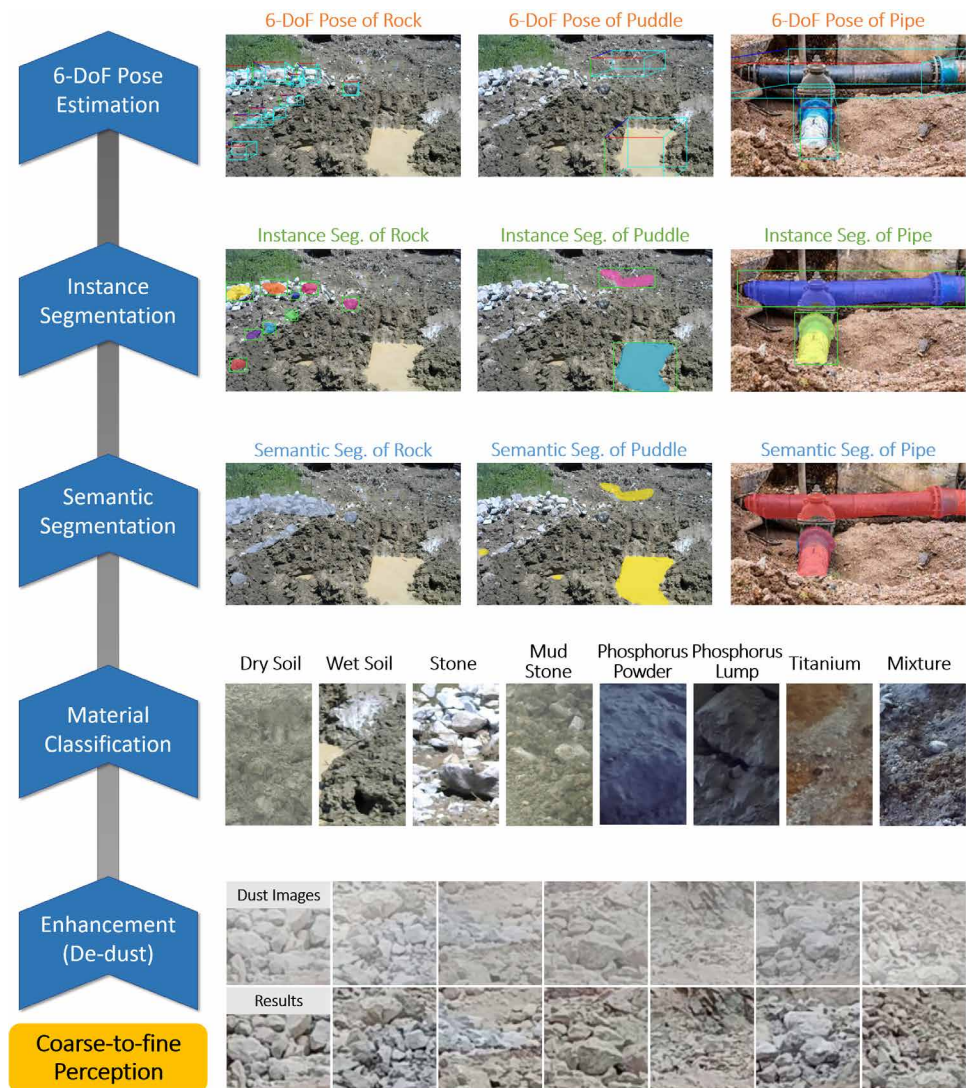 6-DoF Pose
Estimation
6-DoF Pose of Rock
6-DoF Pose of Puddle
6-DoF Pose of Pipe
Instance
Segmentation
Instance Seg. of Rock
Instance Seg. of Puddle
Instance Seg. of Pipe
Semantic
Segmentation
Semantic Seg. of Rock
Semantic Seg. of Puddle
Semantic Seg. of Pipe
Material
Classification
Dry Soil
Wet Soil
Stone
Mud
Stone
Phosphorus
Powder
Phosphorus
Lump
Titanium
Mixture
Enhancement
(De-dust)
Dust Images
Results
Coarse-to-fine
Perception